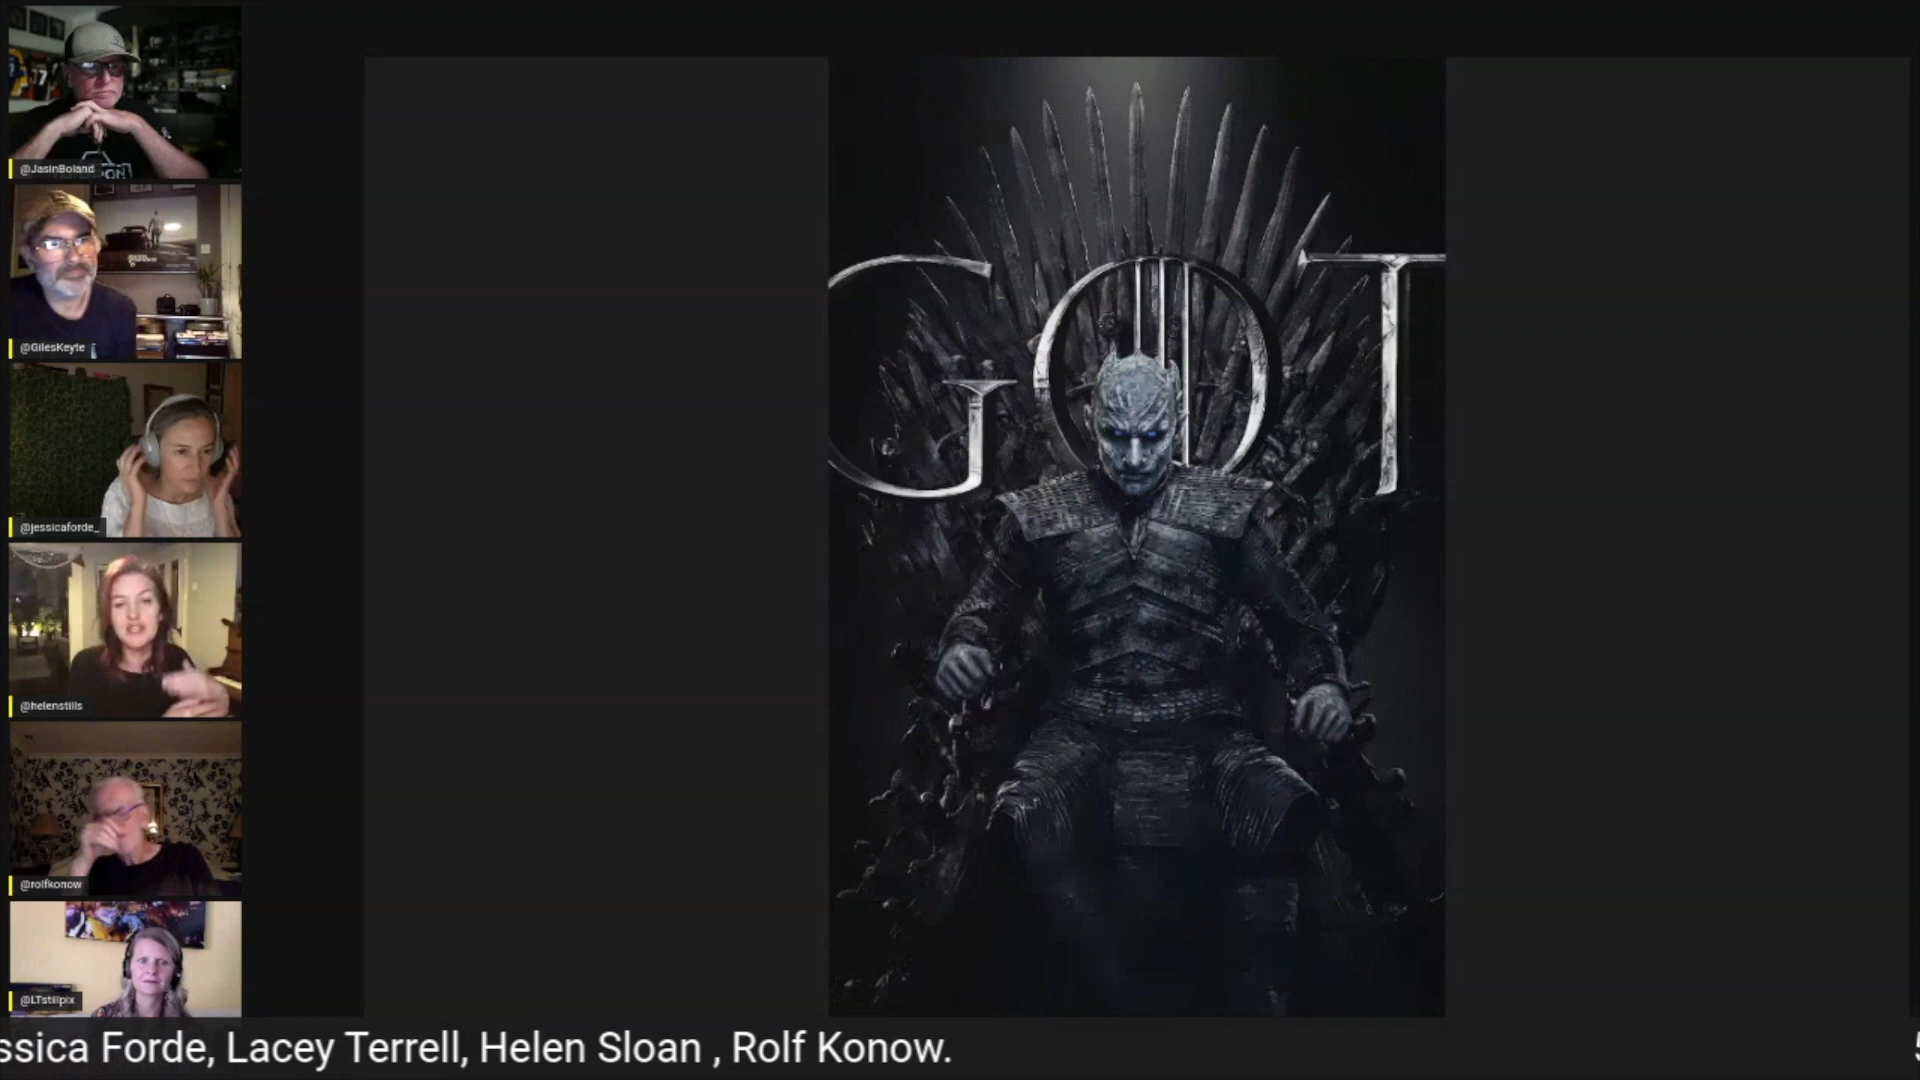 @JasinBoland
@GilesKeyte
@jessicaforde_
@helenstills
@rolfkonow
@LTstillpix
GOT
ssica Forde, Lacey Terrell, Helen Sloan , Rolf Konow.